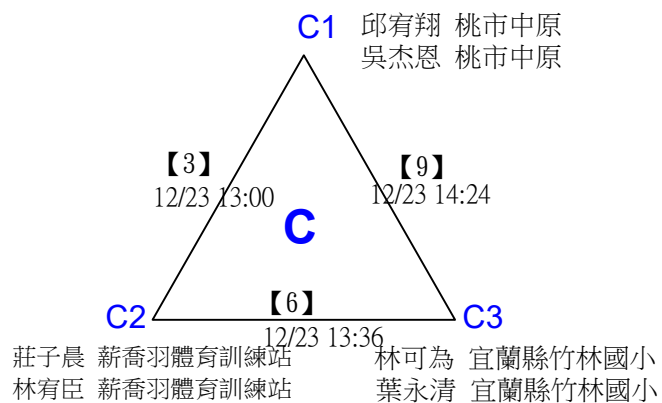 C1 邱宥翔 桃市中原
吳杰恩 桃市中原
【3】 【9】
12/23 13:00 12/23 14:24
C
【6】
C2 C3
12/23 13:36
莊子晨 薪喬羽體育訓練站 林可為 宜蘭縣竹林國小
林宥臣 薪喬羽體育訓練站 葉永清 宜蘭縣竹林國小